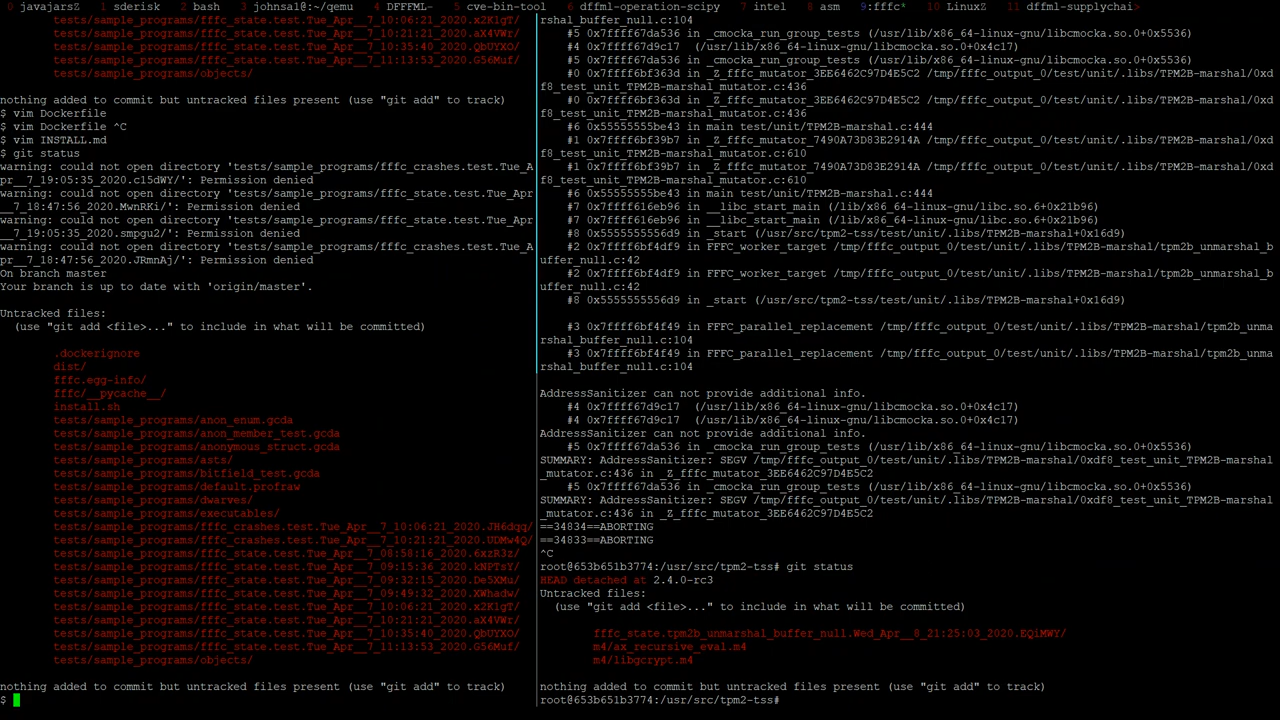 0 javajarsZ  1 sderisk  2 bash  3 johnsa1@:~/qemu  4 DFFFML-  5 cve-bin-tool  6 dffml-operation-scipy  7 intel  8 asm  9:fffc*  10 LinuxZ  11 dffml-supplychai>
tests/sample_programs/fffc_state.test.Tue_Apr__7_10:06:21_2020.x2KlgT/
tests/sample_programs/fffc_state.test.Tue_Apr__7_10:21:21_2020.aX4VWr/
tests/sample_programs/fffc_state.test.Tue_Apr__7_10:35:40_2020.QbUYXO/
tests/sample_programs/fffc_state.test.Tue_Apr__7_11:13:53_2020.G56Muf/
tests/sample_programs/objects/
nothing added to commit but untracked files present (use "git add" to track)
$ vim Dockerfile
$ vim Dockerfile ^C
$ vim INSTALL.md
$ git status
warning: could not open directory 'tests/sample_programs/fffc_crashes.test.Tue_A
pr__7_19:05:35_2020.cl5dWY/': Permission denied
warning: could not open directory 'tests/sample_programs/fffc_crashes.test.Tue_A
pr__7_18:47:56_2020.MwnRKi/': Permission denied
warning: could not open directory 'tests/sample_programs/fffc_state.test.Tue_Apr
__7_19:05:35_2020.smpgu2/': Permission denied
warning: could not open directory 'tests/sample_programs/fffc_state.test.Tue_Apr
__7_18:47:56_2020.JRmnAj/': Permission denied
On branch master
Your branch is up to date with 'origin/master'.
Untracked files:
(use "git add <file>..." to include in what will be committed)
.dockerignore
dist/
fffc.egg-info/
fffc/__pycache__/
install.sh
tests/sample_programs/anon_enum.gcda
tests/sample_programs/anon_member_test.gcda
tests/sample_programs/anonymous_struct.gcda
tests/sample_programs/asta/
tests/sample_programs/bitfield_test.gcda
tests/sample_programs/default.profraw
tests/sample_programs/dwarves/
tests/sample_programs/executables/
tests/sample_programs/fffc_crashes.test.Tue_Apr__7_10:06:21_2020.JH6dqq/
tests/sample_programs/fffc_crashes.test.Tue_Apr__7_10:21:21_2020.UDMw4Q/
tests/sample_programs/fffc_state.test.Tue_Apr__7_08:58:16_2020.6xzR3z/
tests/sample_programs/fffc_state.test.Tue_Apr__7_09:15:36_2020.kNPTsY/
tests/sample_programs/fffc_state.test.Tue_Apr__7_09:32:15_2020.De5XMu/
tests/sample_programs/fffc_state.test.Tue_Apr__7_09:49:32_2020.XWhadw/
tests/sample_programs/fffc_state.test.Tue_Apr__7_10:06:21_2020.x2KlgT/
tests/sample_programs/fffc_state.test.Tue_Apr__7_10:21:21_2020.aX4VWr/
tests/sample_programs/fffc_state.test.Tue_Apr__7_10:35:40_2020.QbUYXO/
tests/sample_programs/fffc_state.test.Tue_Apr__7_11:13:53_2020.G56Muf/
tests/sample_programs/objects/
nothing added to commit but untracked files present (use "git add" to track)
$
rshal_buffer_null.c:104
#5 0x7ffff67da536 in _cmocka_run_group_tests (/usr/lib/x86_64-linux-gnu/libcmocka.so.0+0x5536)
#4 0x7ffff67d9c17  (/usr/lib/x86_64-linux-gnu/libcmocka.so.0+0x4c17)
#5 0x7ffff67da536 in _cmocka_run_group_tests (/usr/lib/x86_64-linux-gnu/libcmocka.so.0+0x5536)
#0 0x7ffff6bf363d in _Z_fffc_mutator_3EE6462C97D4E5C2 /tmp/fffc_output_0/test/unit/.libs/TPM2B-marshal/0xd
f8_test_unit_TPM2B-marshal_mutator.c:436
#0 0x7ffff6bf363d in _Z_fffc_mutator_3EE6462C97D4E5C2 /tmp/fffc_output_0/test/unit/.libs/TPM2B-marshal/0xd
f8_test_unit_TPM2B-marshal_mutator.c:436
#6 0x55555555be43 in main test/unit/TPM2B-marshal.c:444
#1 0x7ffff6bf39b7 in _Z_fffc_mutator_7490A73D83E2914A /tmp/fffc_output_0/test/unit/.libs/TPM2B-marshal/0xd
f8_test_unit_TPM2B-marshal_mutator.c:610
#1 0x7ffff6bf39b7 in _Z_fffc_mutator_7490A73D83E2914A /tmp/fffc_output_0/test/unit/.libs/TPM2B-marshal/0xd
f8_test_unit_TPM2B-marshal_mutator.c:610
#6 0x55555555be43 in main test/unit/TPM2B-marshal.c:444
#7 0x7ffff616eb96 in __libc_start_main (/lib/x86_64-linux-gnu/libc.so.6+0x21b96)
#7 0x7ffff616eb96 in __libc_start_main (/lib/x86_64-linux-gnu/libc.so.6+0x21b96)
#8 0x5555555556d9 in _start (/usr/src/tpm2-tss/test/unit/.libs/TPM2B-marshal+0x16d9)
#2 0x7ffff6bf4df9 in FFFC_worker_target /tmp/fffc_output_0/test/unit/.libs/TPM2B-marshal/tpm2b_unmarshal_b
uffer_null.c:42
#2 0x7ffff6bf4df9 in FFFC_worker_target /tmp/fffc_output_0/test/unit/.libs/TPM2B-marshal/tpm2b_unmarshal_b
uffer_null.c:42
#8 0x5555555556d9 in _start (/usr/src/tpm2-tss/test/unit/.libs/TPM2B-marshal+0x16d9)
#3 0x7ffff6bf4f49 in FFFC_parallel_replacement /tmp/fffc_output_0/test/unit/.libs/TPM2B-marshal/tpm2b_unma
rshal_buffer_null.c:104
#3 0x7ffff6bf4f49 in FFFC_parallel_replacement /tmp/fffc_output_0/test/unit/.libs/TPM2B-marshal/tpm2b_unma
rshal_buffer_null.c:104
AddressSanitizer can not provide additional info.
#4 0x7ffff67d9c17  (/usr/lib/x86_64-linux-gnu/libcmocka.so.0+0x4c17)
#4 0x7ffff67d9c17  (/usr/lib/x86_64-linux-gnu/libcmocka.so.0+0x4c17)
AddressSanitizer can not provide additional info.
#5 0x7ffff67da536 in _cmocka_run_group_tests (/usr/lib/x86_64-linux-gnu/libcmocka.so.0+0x5536)
SUMMARY: AddressSanitizer: SEGV /tmp/fffc_output_0/test/unit/.libs/TPM2B-marshal/0xdf8_test_unit_TPM2B-marshal
_mutator.c:436 in _Z_fffc_mutator_3EE6462C97D4E5C2
#5 0x7ffff67da536 in _cmocka_run_group_tests (/usr/lib/x86_64-linux-gnu/libcmocka.so.0+0x5536)
SUMMARY: AddressSanitizer: SEGV /tmp/fffc_output_0/test/unit/.libs/TPM2B-marshal/0xdf8_test_unit_TPM2B-marshal
_mutator.c:436 in _Z_fffc_mutator_3EE6462C97D4E5C2
==34834==ABORTING
==34833==ABORTING
^C
root@653b651b3774:/usr/src/tpm2-tss# git status
HEAD detached at 2.4.0-rc3
Untracked files:
(use "git add <file>..." to include in what will be committed)
fffc_state.tpm2b_unmarshal_buffer_null.Wed_Apr__8_21:25:03_2020.EQiMWY/
m4/ax_recursive_eval.m4
m4/libgcrypt.m4
nothing added to commit but untracked files present (use "git add" to track)
root@653b651b3774:/usr/src/tpm2-tss#